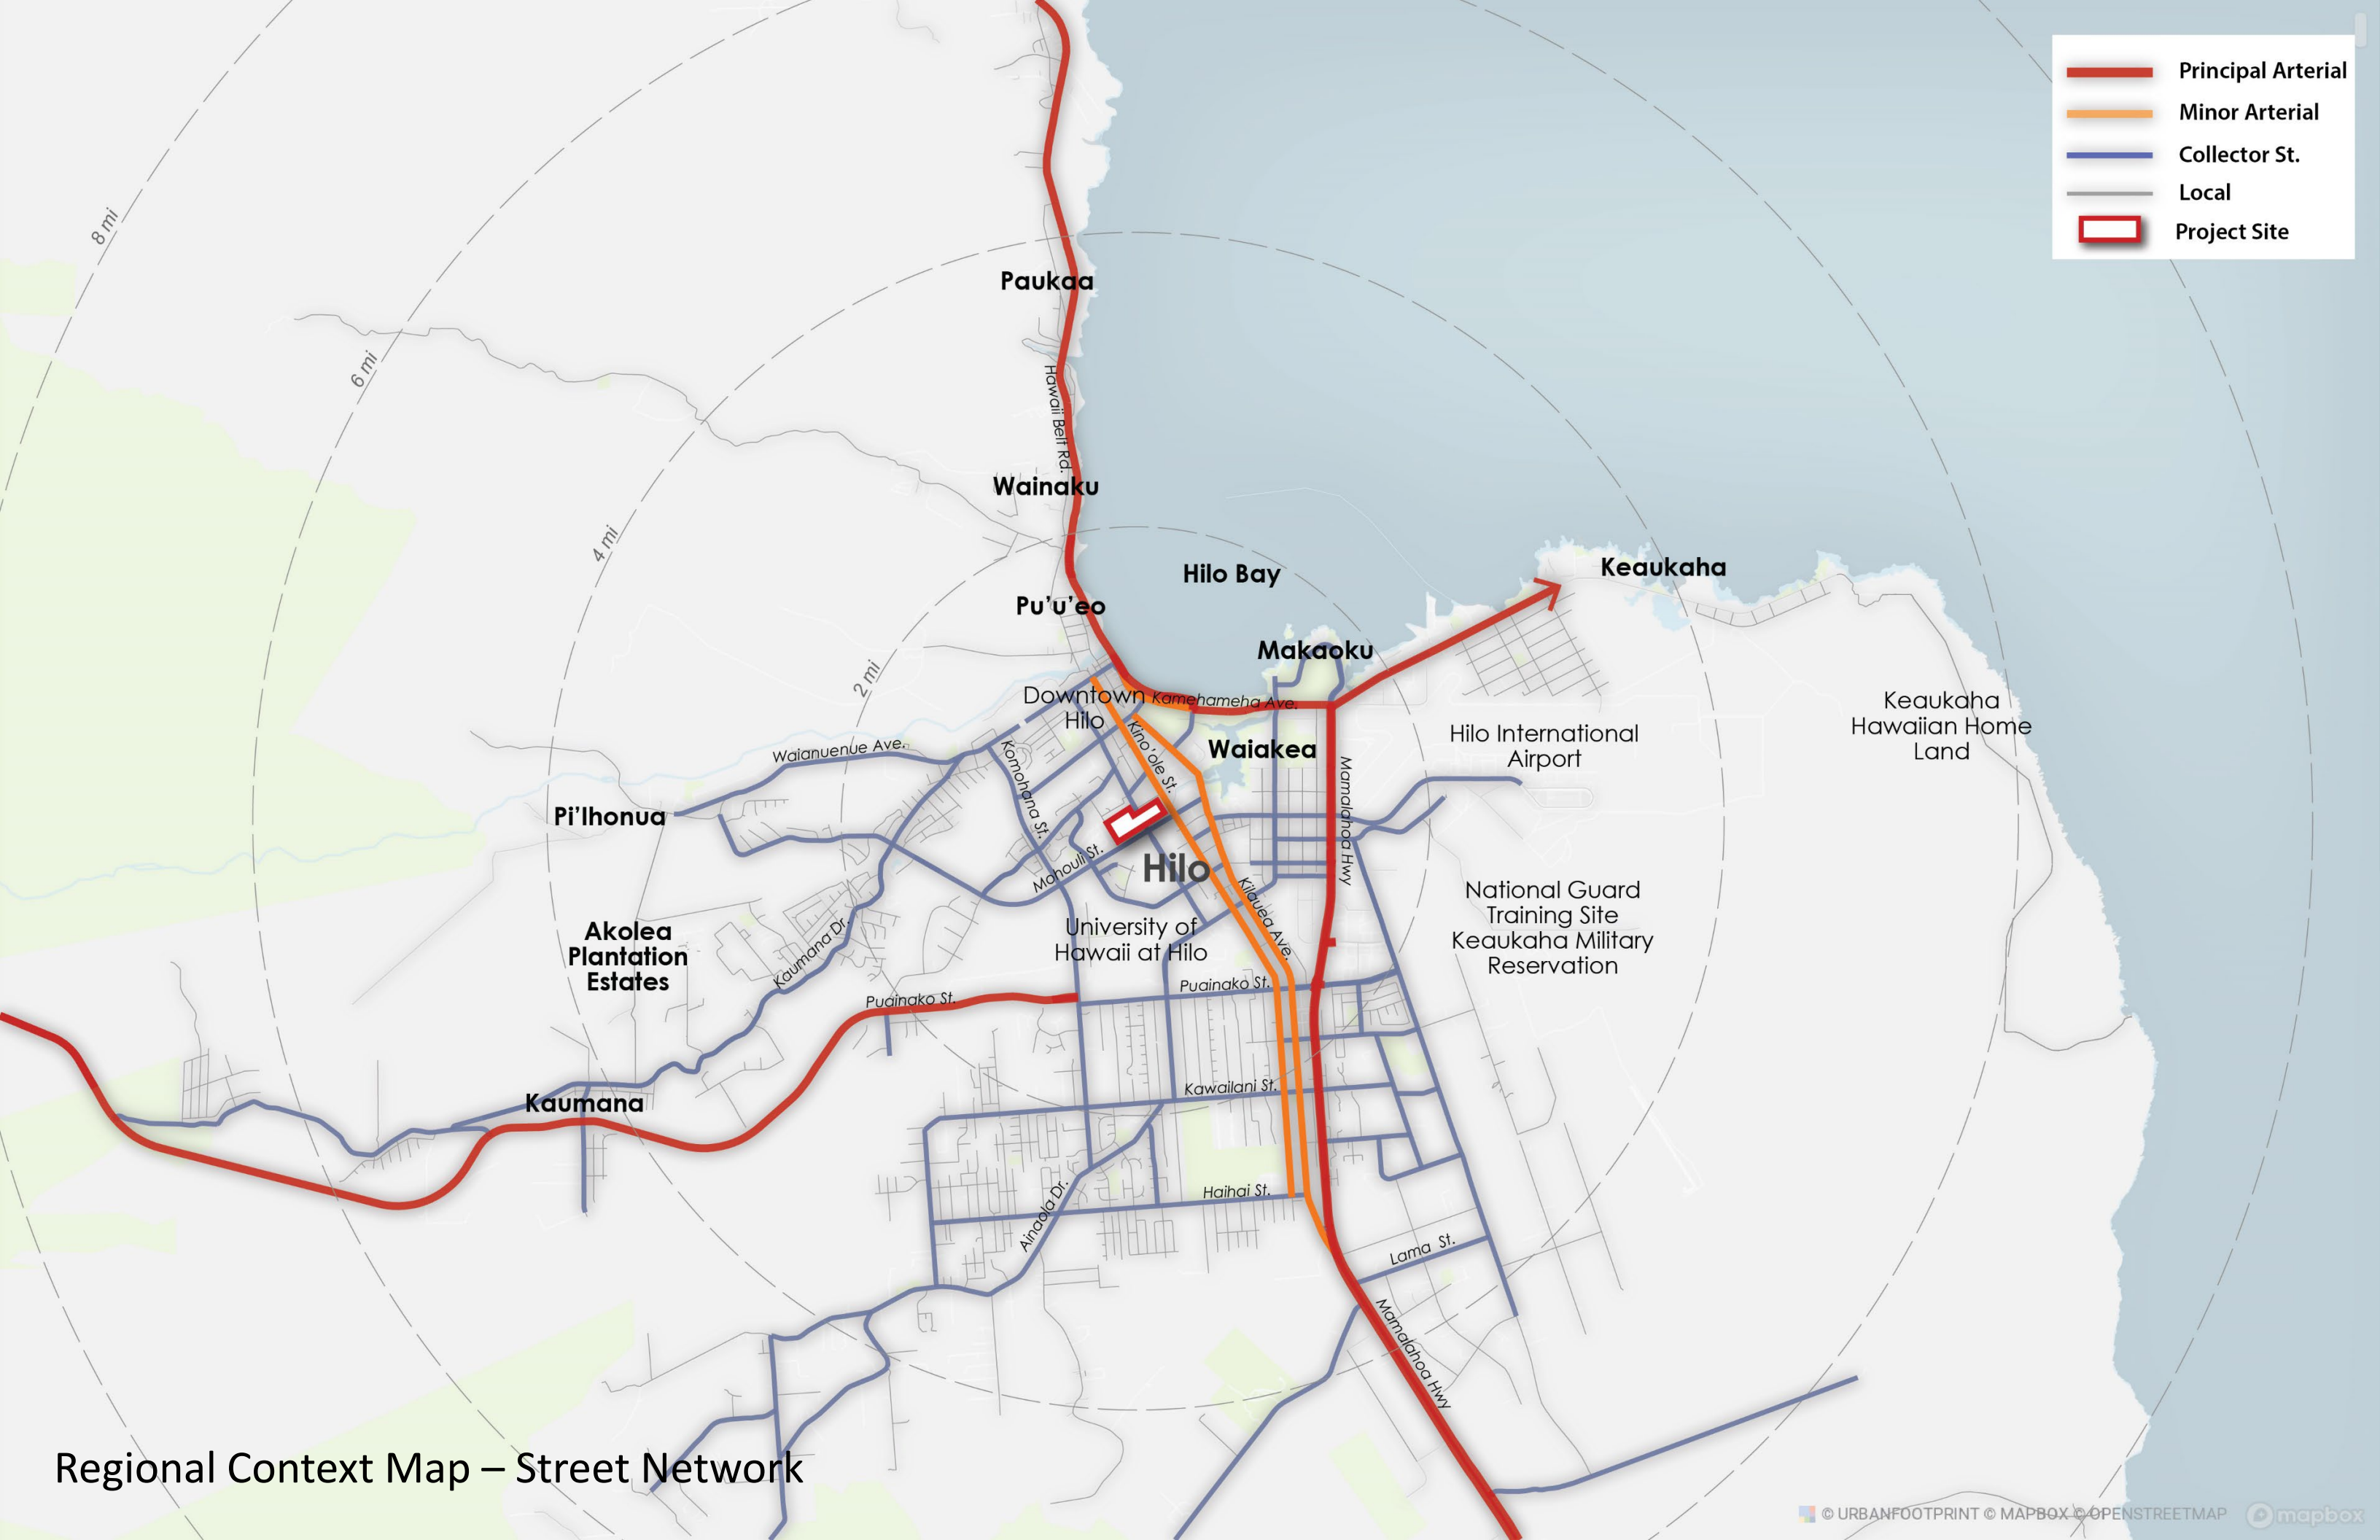 Principal Arterial
Minor Arterial
Collector St.
Local
Project Site
8 mi
6 mi
4 mi
2 mi
Paukaa
Hawaii Belt Rd.
Wainaku
Hilo Bay
Pu’u’eo
Keaukaha
Makaoku
Downtown
Hilo
Kamehameha Ave.
Keaukaha
Hawaiian Home
Land
Hilo International
Airport
Waianuenue Ave.
Komohana St.
Kino’ole St.
Waiakea
Mamalahoa Hwy
Pi’Ihonua
Mohouli St.
Hilo
Kilauea Ave.
National Guard
Training Site
Keaukaha Military
Reservation
University of
Hawaii at Hilo
Akolea
Plantation
Estates
Kaumana Dr.
Puainako St.
Puainako St.
Kaumana
Kawailani St.
Haihai St.
Ainaola Dr.
Lama St.
Mamalahoa Hwy
Regional Context Map – Street Network
© URBANFOOTPRINT © MAPBOX © OPENSTREETMAP
mapbox